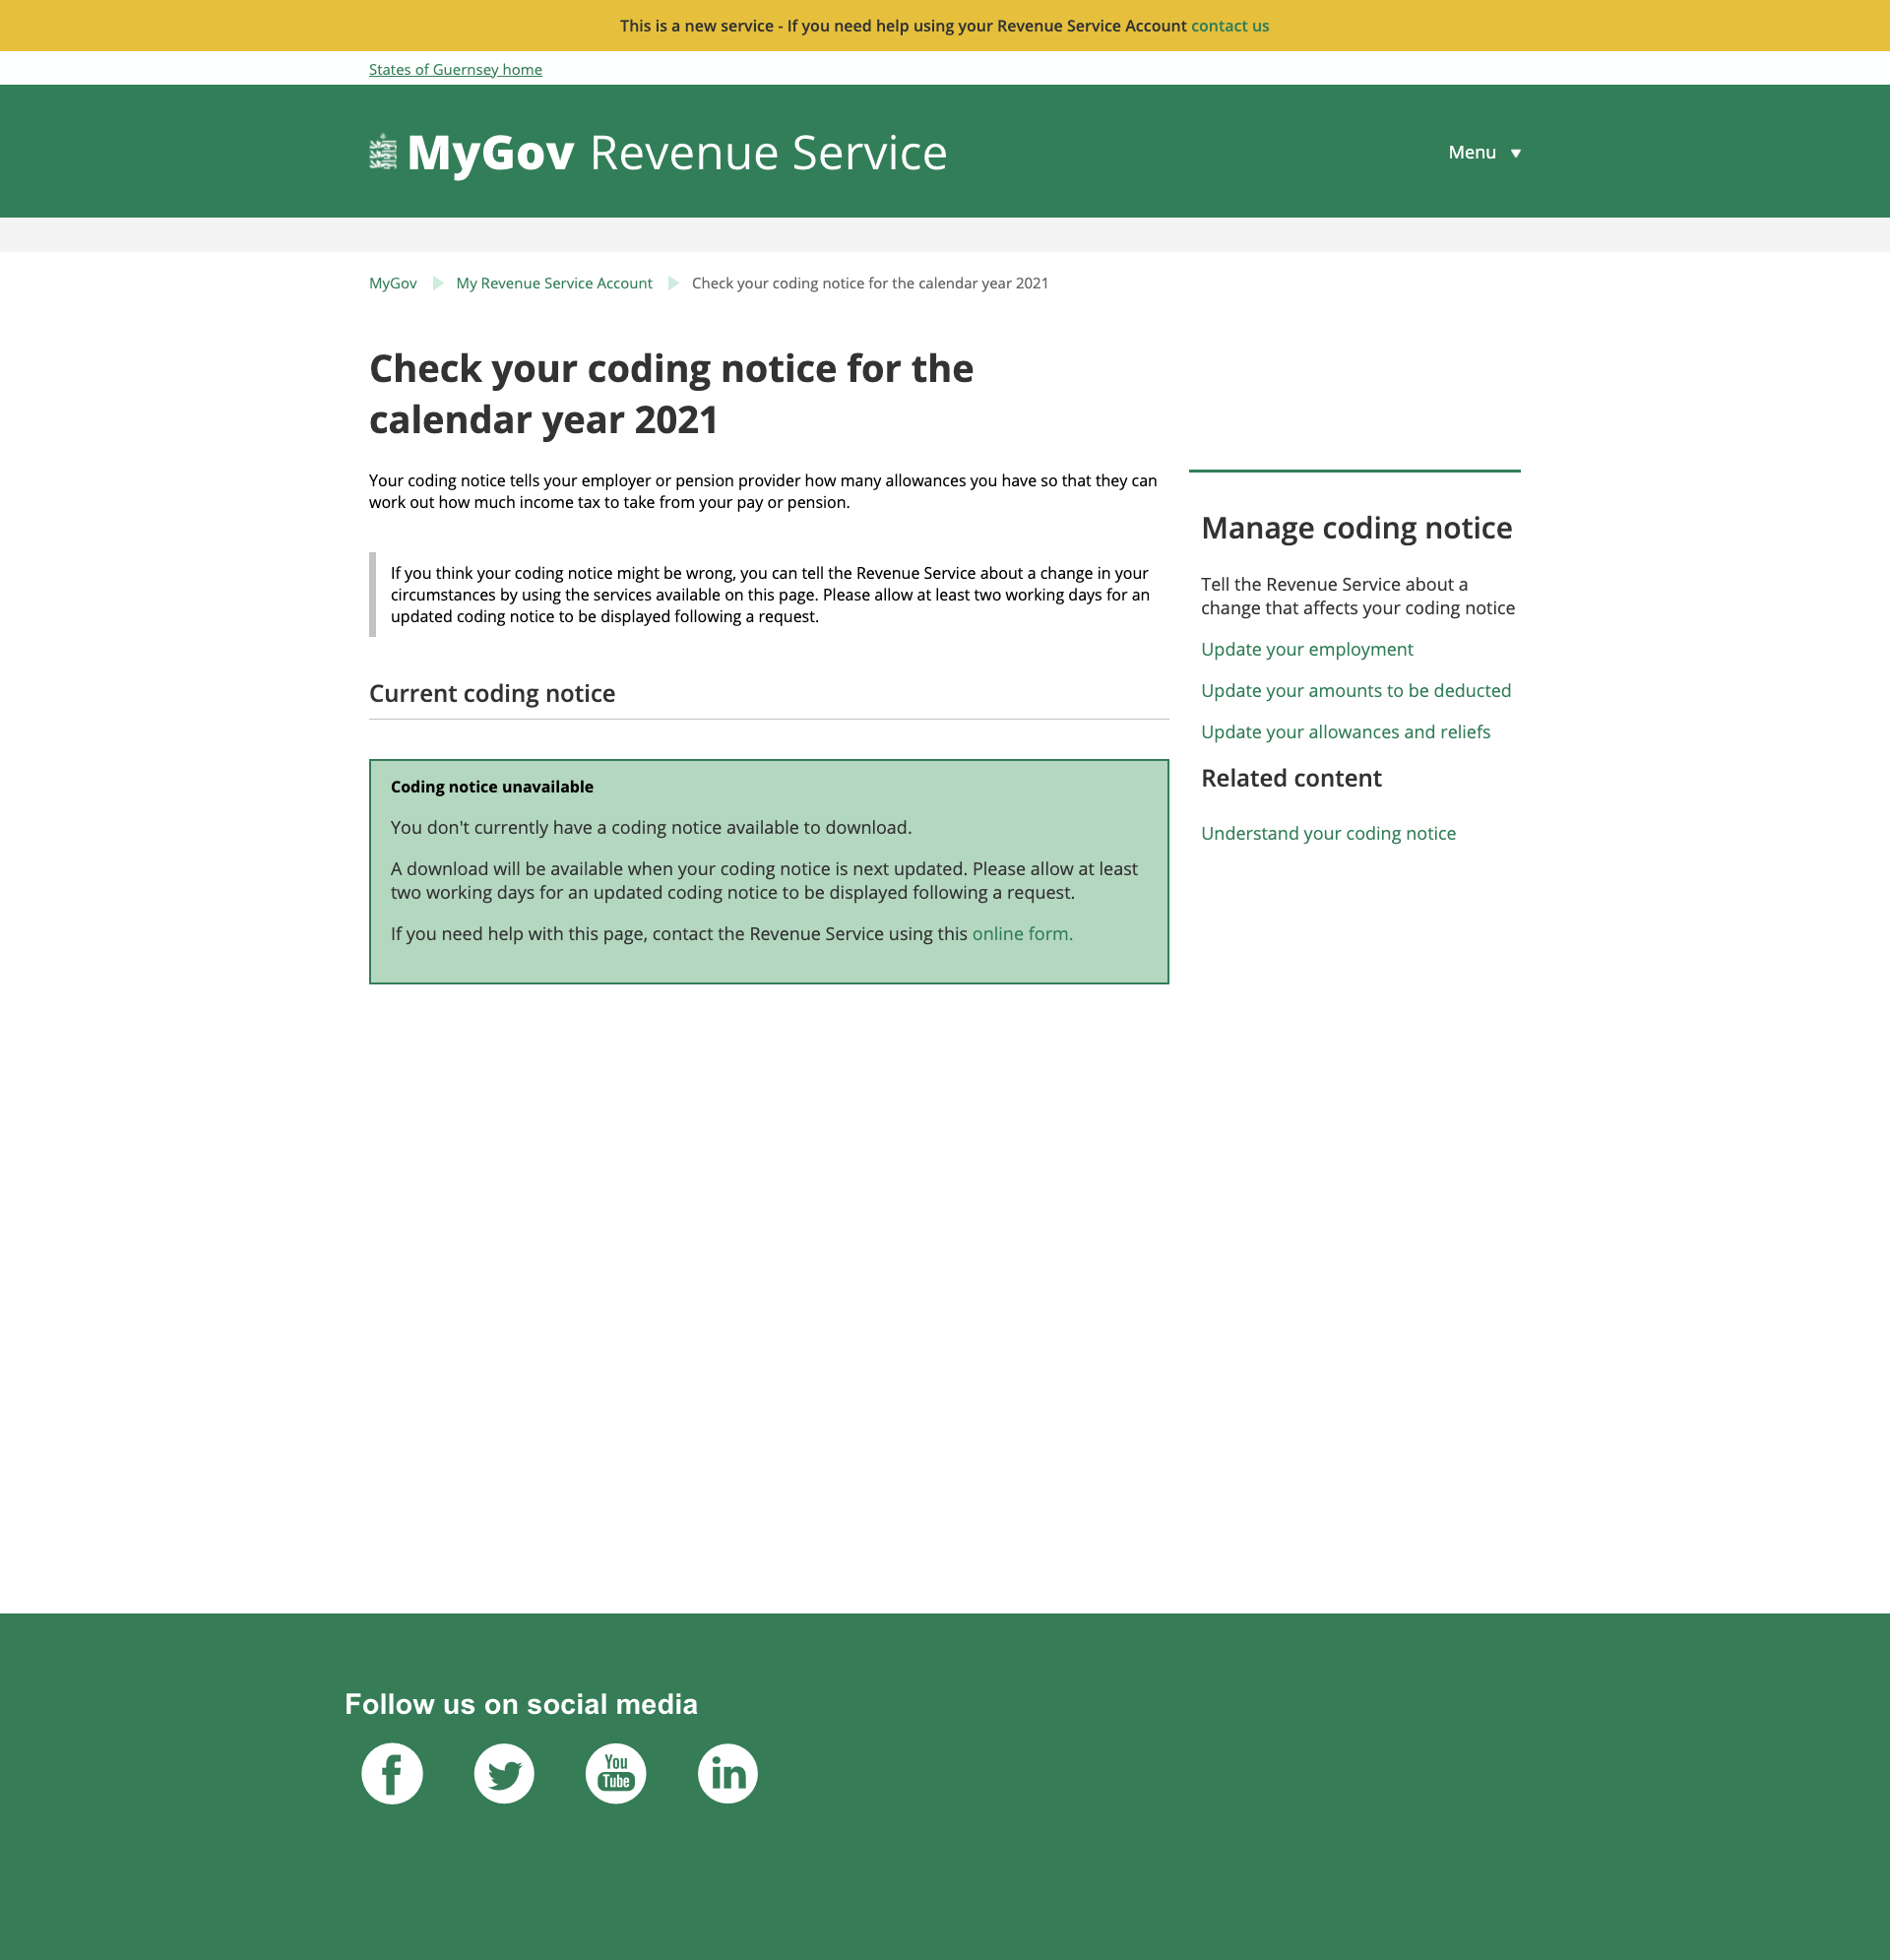 This is a new service - If you need help using your Revenue Service Account contact us
States of Guernsey home
MyGov Revenue Service
Menu
MyGov
My Revenue Service Account
Check your coding notice for the calendar year 2021
Check your coding notice for the
calendar year 2021
Your coding notice tells your employer or pension provider how many allowances you have so that they can
work out how much income tax to take from your pay or pension.
If you think your coding notice might be wrong, you can tell the Revenue Service about a change in your
circumstances by using the services available on this page. Please allow at least two working days for an
updated coding notice to be displayed following a request.
Current coding notice
Coding notice unavailable
You don't currently have a coding notice available to download.
A download will be available when your coding notice is next updated. Please allow at least
two working days for an updated coding notice to be displayed following a request.
If you need help with this page, contact the Revenue Service using this online form.
Manage coding notice
Tell the Revenue Service about a
change that affects your coding notice
Update your employment
Update your amounts to be deducted
Update your allowances and reliefs
Related content
Understand your coding notice
Follow us on social media
f
You
Tube
in